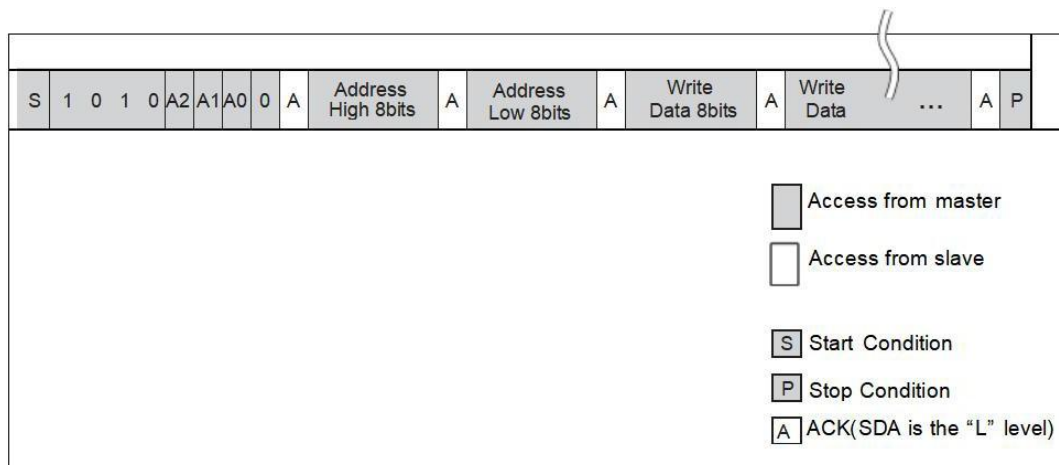 S 1 0 1 0 A2 A1 A0 0 A Address High 8bits A Address Low 8bits A Write Data 8bits A Write Data ... A P
Access from master
Access from slave
S Start Condition
P Stop Condition
A ACK(SDA is the “L” level)